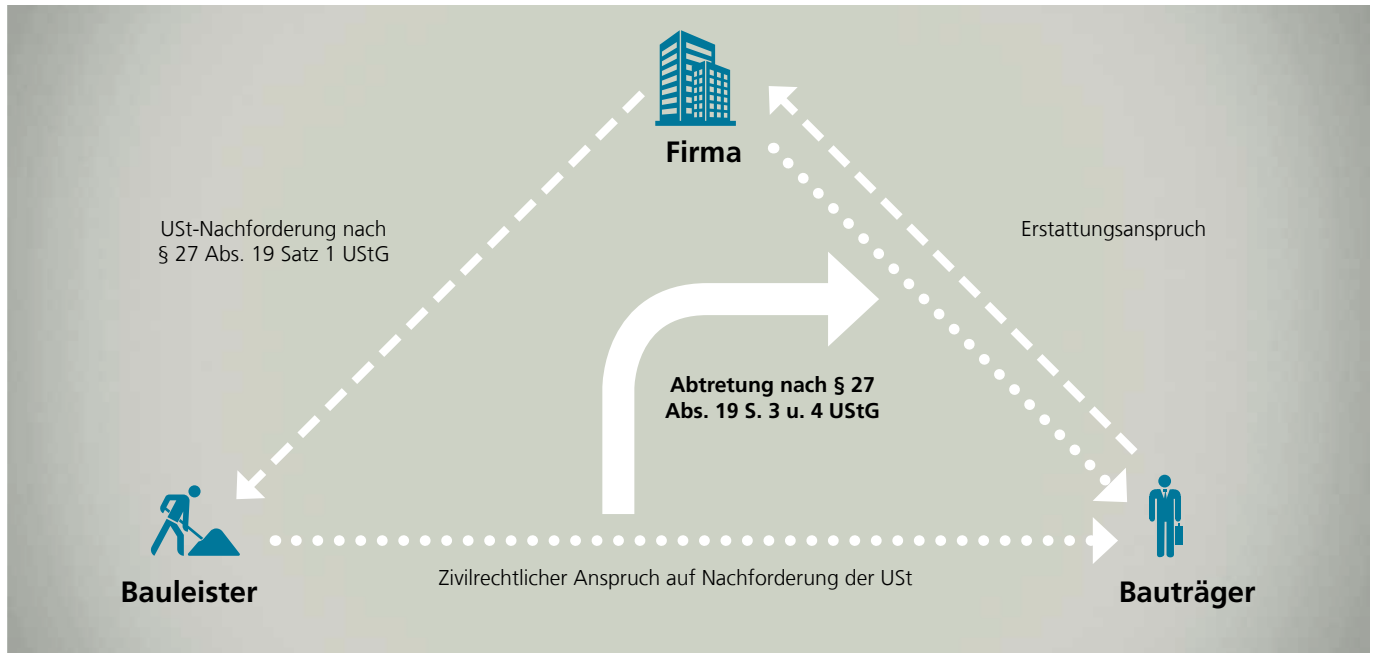 Firma
USt-Nachforderung nach
§ 27 Abs. 19 Satz 1 UStG
Erstattungsanspruch
Abtretung nach § 27
Abs. 19 S. 3 u. 4 UStG
Zivilrechtlicher Anspruch auf Nachforderung der USt
Bauleister
Bauträger